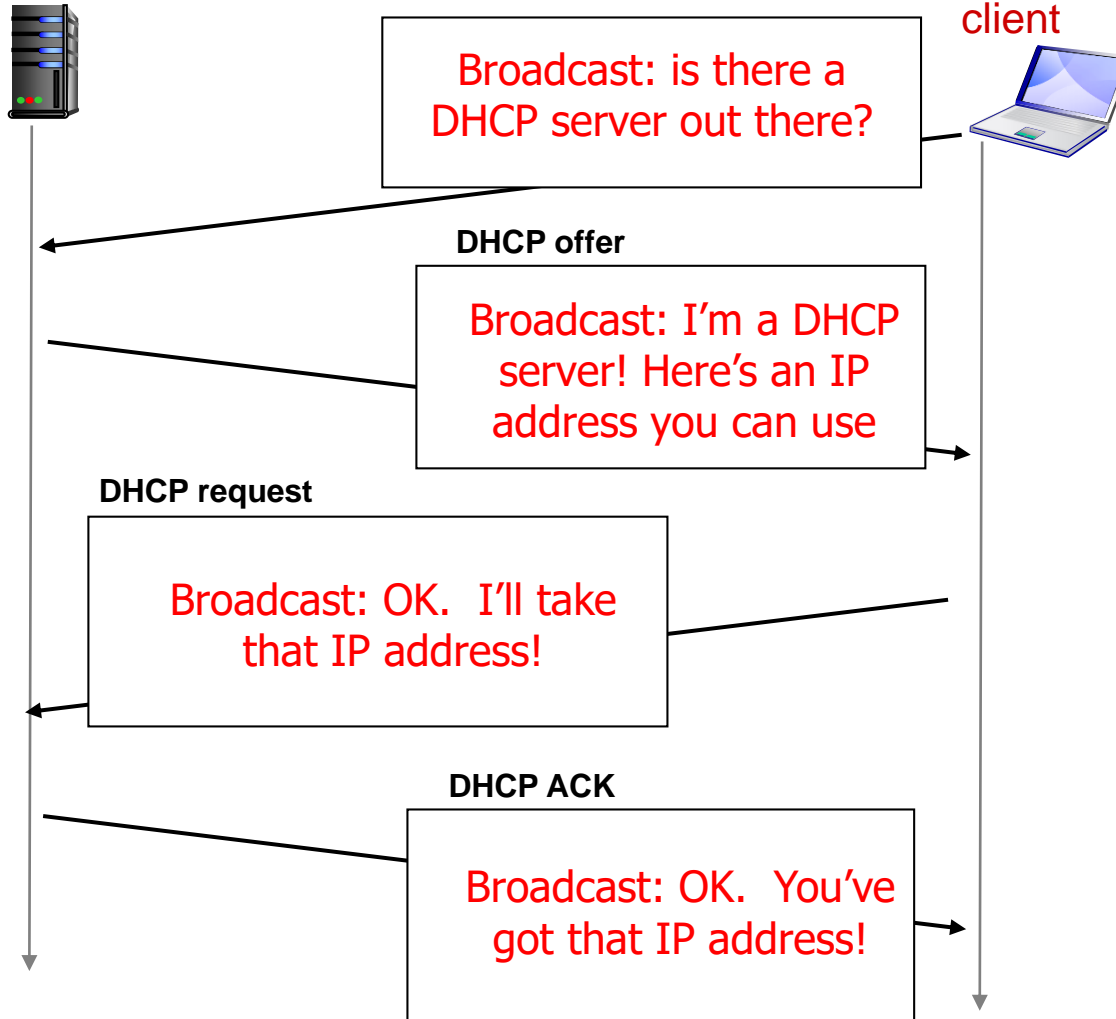 client
Broadcast: is there a
DHCP server out there?
DHCP offer
Broadcast: I’m a DHCP
server! Here’s an IP
address you can use
DHCP request
Broadcast: OK.  I’ll take
that IP address!
DHCP ACK
Broadcast: OK.  You’ve
got that IP address!